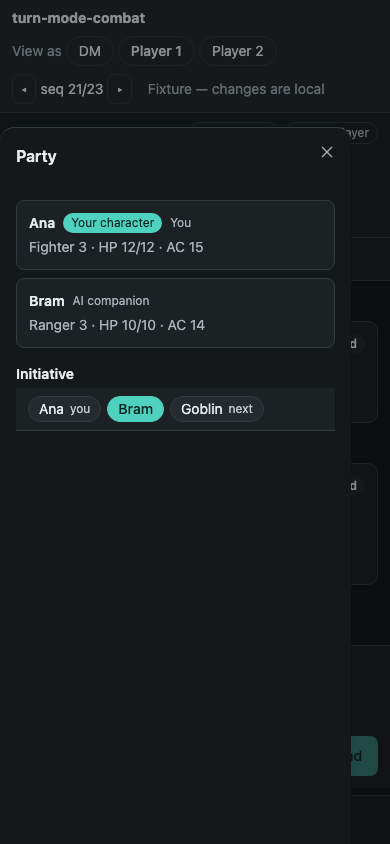 turn-mode-combat
View as DM Player 1 Player 2
seq 21/23 Fixture — changes are local
ayer
Party
Ana Your character You
Fighter 3 · HP 12/12 · AC 15
Bram AI companion
Ranger 3 · HP 10/10 · AC 14
d
Initiative
Ana you Bram Goblin next
d
d